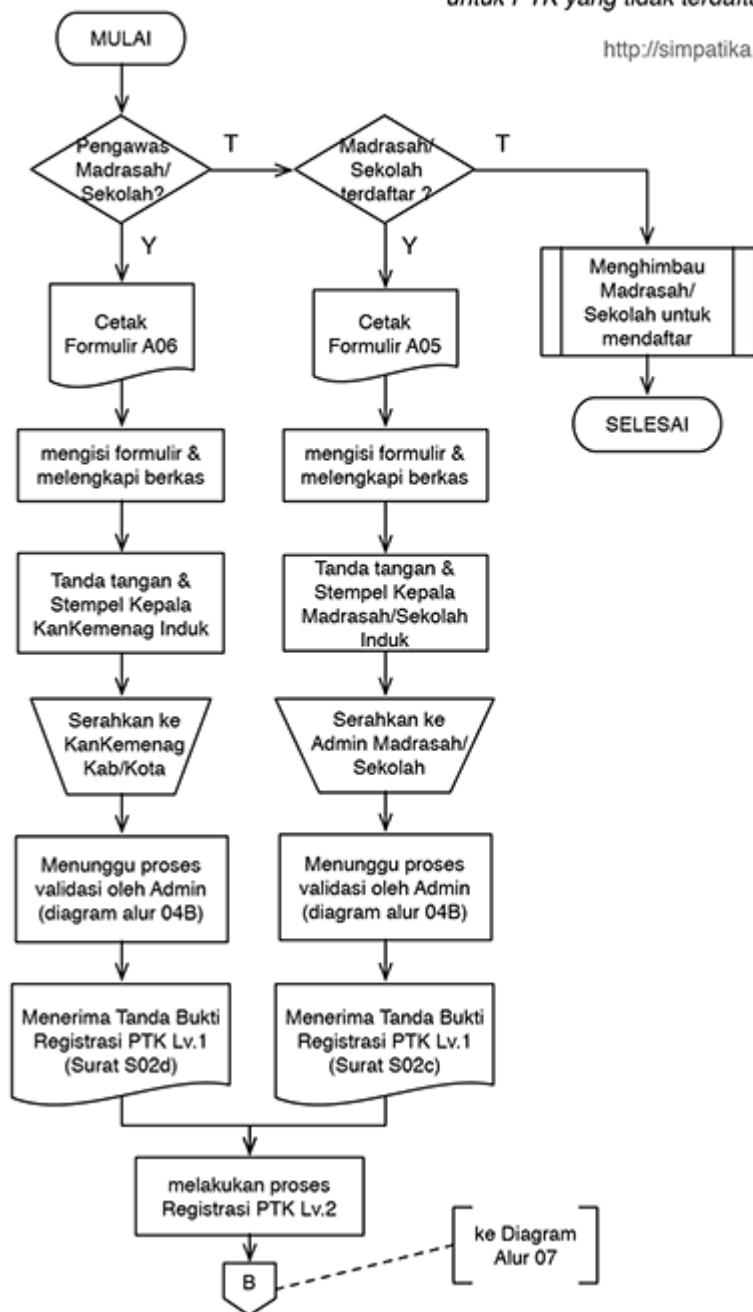 untuk PTK yang tidak terdafta
http://simpatika.
MULAI
Pengawas
Madrasah/
Sekolah?
T
Madrasah/
Sekolah
terdaftar ?
T
Y
Y
Menghimbau
Madrasah/
Sekolah untuk
mendaftar
Cetak
Formulir A06
Cetak
Formulir A05
SELESAI
mengisi formulir &
melengkapi berkas
mengisi formulir &
melengkapi berkas
Tanda tangan &
Stempel Kepala
KanKemenag Induk
Tanda tangan &
Stempel Kepala
Madrasah/Sekolah
Induk
Serahkan ke
KanKemenag
Kab/Kota
Serahkan ke
Admin Madrasah/
Sekolah
Menunggu proses
validasi oleh Admin
(diagram alur 04B)
Menunggu proses
validasi oleh Admin
(diagram alur 04B)
Menerima Tanda Bukti
Registrasi PTK Lv.1
(Surat S02d)
Menerima Tanda Bukti
Registrasi PTK Lv.1
(Surat S02c)
melakukan proses
Registrasi PTK Lv.2
ke Diagram
Alur 07
B